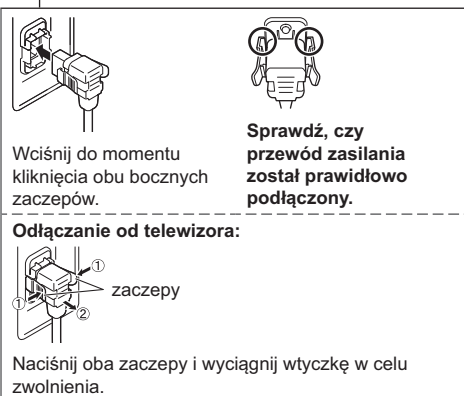 Wciśnij do momentu
kliknięcia obu bocznych
zaczepów.
Sprawdź, czy
przewód zasilania
został prawidłowo
podłączony.
Odłączanie od telewizora:
①
zaczepy
①
②
Naciśnij oba zaczepy i wyciągnij wtyczkę w celu
zwolnienia.